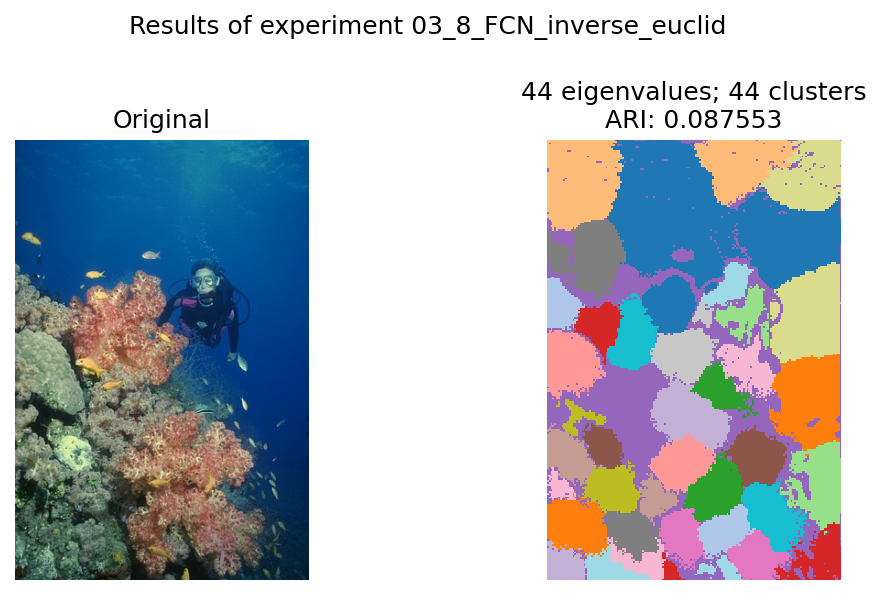 Results of experiment 03_8_FCN_inverse_euclid
Original
44 eigenvalues; 44 clusters
ARI: 0.087553